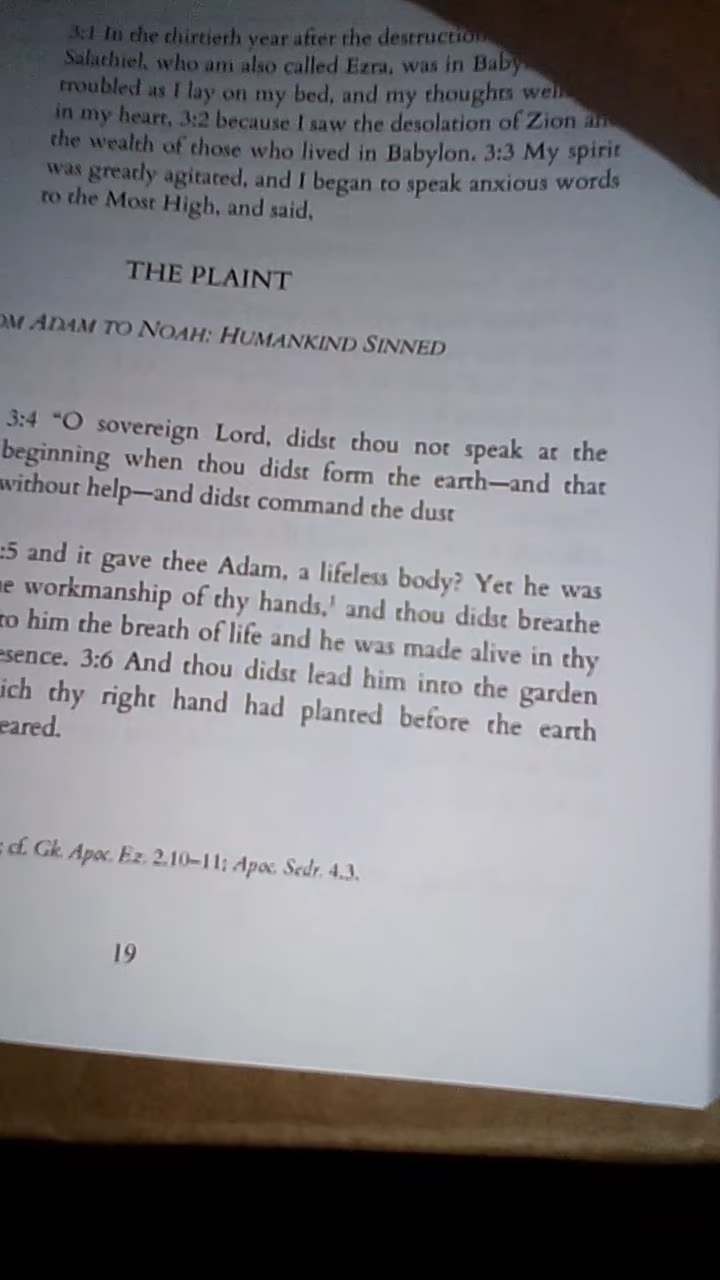 3:1 In the thirtieth year after the destruction
Salathiel, who am also called Ezra, was in Baby
troubled as I lay on my bed, and my thoughts well
in my heart, 3:2 because I saw the desolation of Zion an
the wealth of those who lived in Babylon. 3:3 My spirit
was greatly agitated, and I began to speak anxious words
to the Most High, and said,
THE PLAINT
OM ADAM TO NOAH: HUMANKIND SINNED
3:4 "O sovereign Lord, didst thou not speak at the
beginning when thou didst form the earth—and that
without help—and didst command the dust
:5 and it gave thee Adam, a lifeless body? Yet he was
e workmanship of thy hands,¹ and thou didst breathe
to him the breath of life and he was made alive in thy
esence. 3:6 And thou didst lead him into the garden
ich thy right hand had planted before the earth
eared.
; cf. Gk. Apoc. Ez. 2.10–11; Apoc. Sedr. 4.3.
19